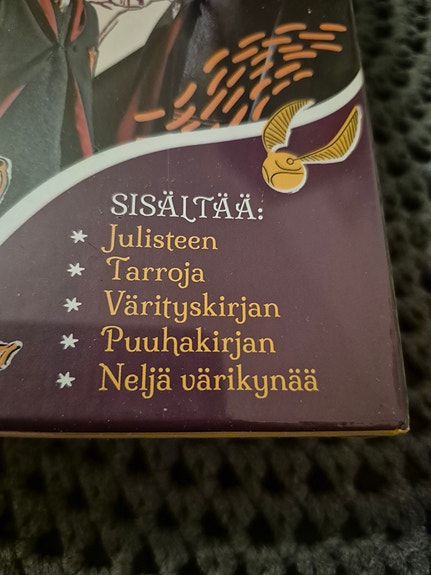 SISÄLTÄÄ:
* Julisteen
* Tarroja
* Värityskirjan
* Puuhakirjan
* Neljä värikynää